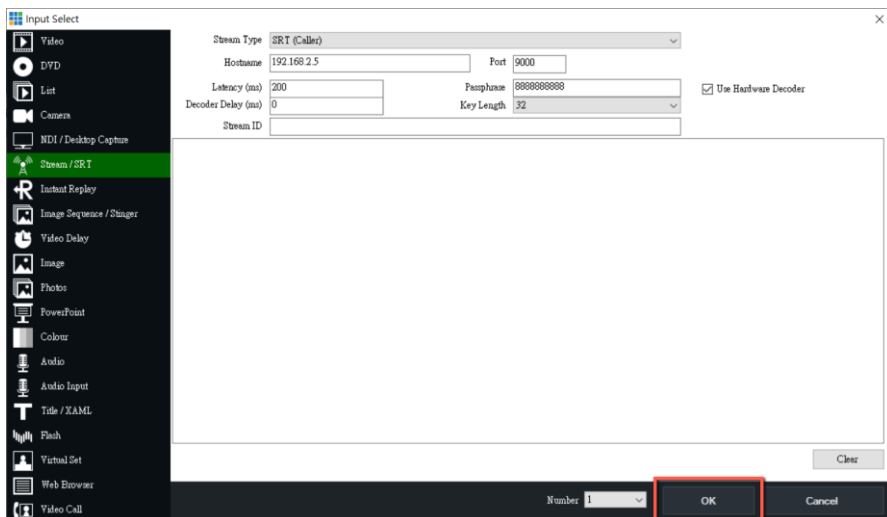 Input Select
Video
DVD
List
Camera
NDI / Desktop Capture
Stream / SRT
Instant Replay
Image Sequence / Stinger
Video Delay
Image
Photos
PowerPoint
Colour
Audio
Audio Input
Title / XAML
Flash
Virtual Set
Web Browser
Video Call
Stream Type SRT (Caller)
Hostname 192.168.2.5 Port 9000
Latency (ms) 200 Passphrase 8888888888 Use Hardware Decoder
Decoder Delay (ms) 0 Key Length 32
Stream ID
Clear
Number 1 OK Cancel